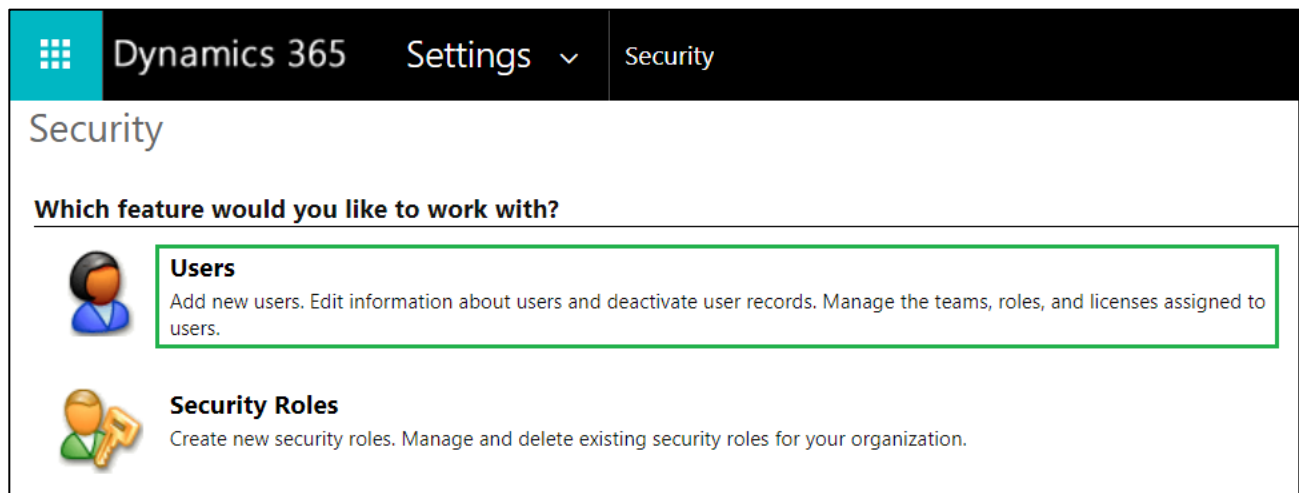 Dynamics 365 Settings Security
Security
Which feature would you like to work with?
Users
Add new users. Edit information about users and deactivate user records. Manage the teams, roles, and licenses assigned to
users.
Security Roles
Create new security roles. Manage and delete existing security roles for your organization.